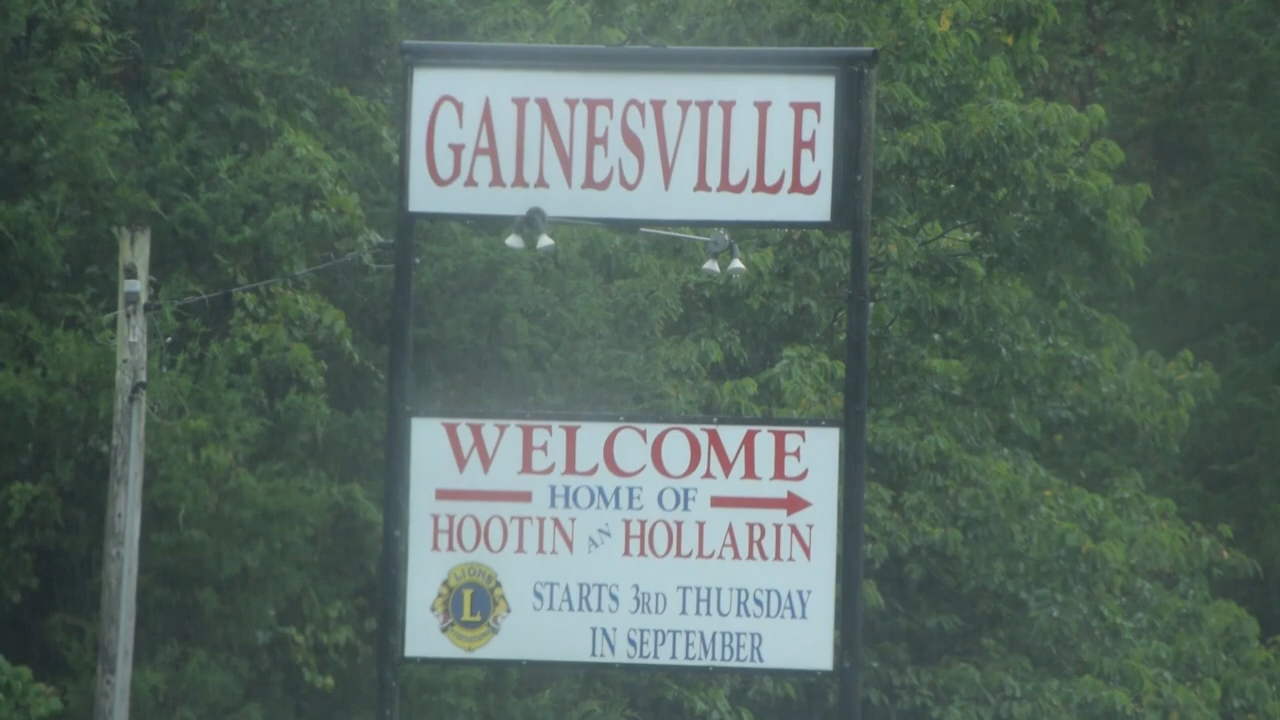 GAINESVILLE
WELCOME
HOME OF
HOOTIN AN HOLLARIN
LIONS
L
STARTS 3RD THURSDAY
IN SEPTEMBER